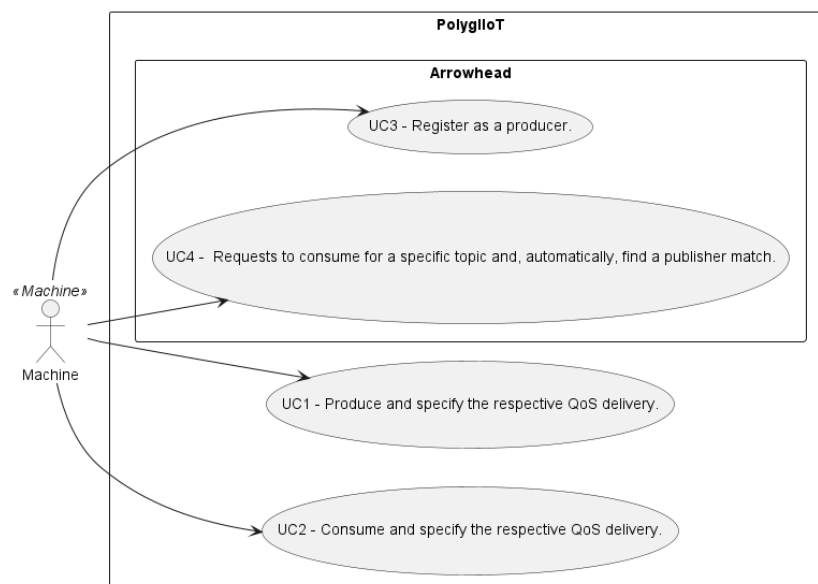 PolyglIoT
Arrowhead
UC3 - Register as a producer.
UC4 -  Requests to consume for a specific topic and, automatically, find a publisher match.
«Machine»
Machine
UC1 - Produce and specify the respective QoS delivery.
UC2 - Consume and specify the respective QoS delivery.